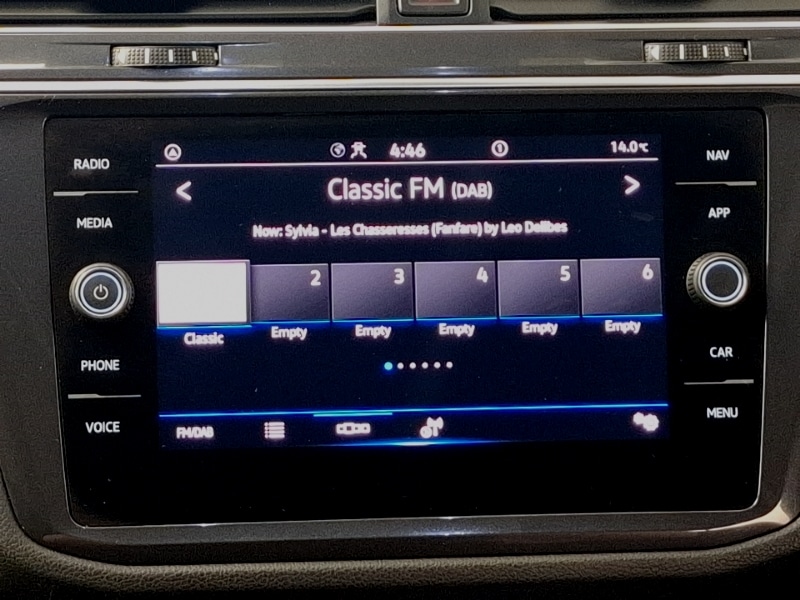 RADIO
MEDIA
PHONE
VOICE
4:46
1
14.0℃
< Classic FM (DAB) >
Now: Sylvia - Les Chasseresses (Fanfare) by Leo Delibes
2 3 4 5 6
Classic Empty Empty Empty Empty Empty
FM/DAB
NAV
APP
CAR
MENU